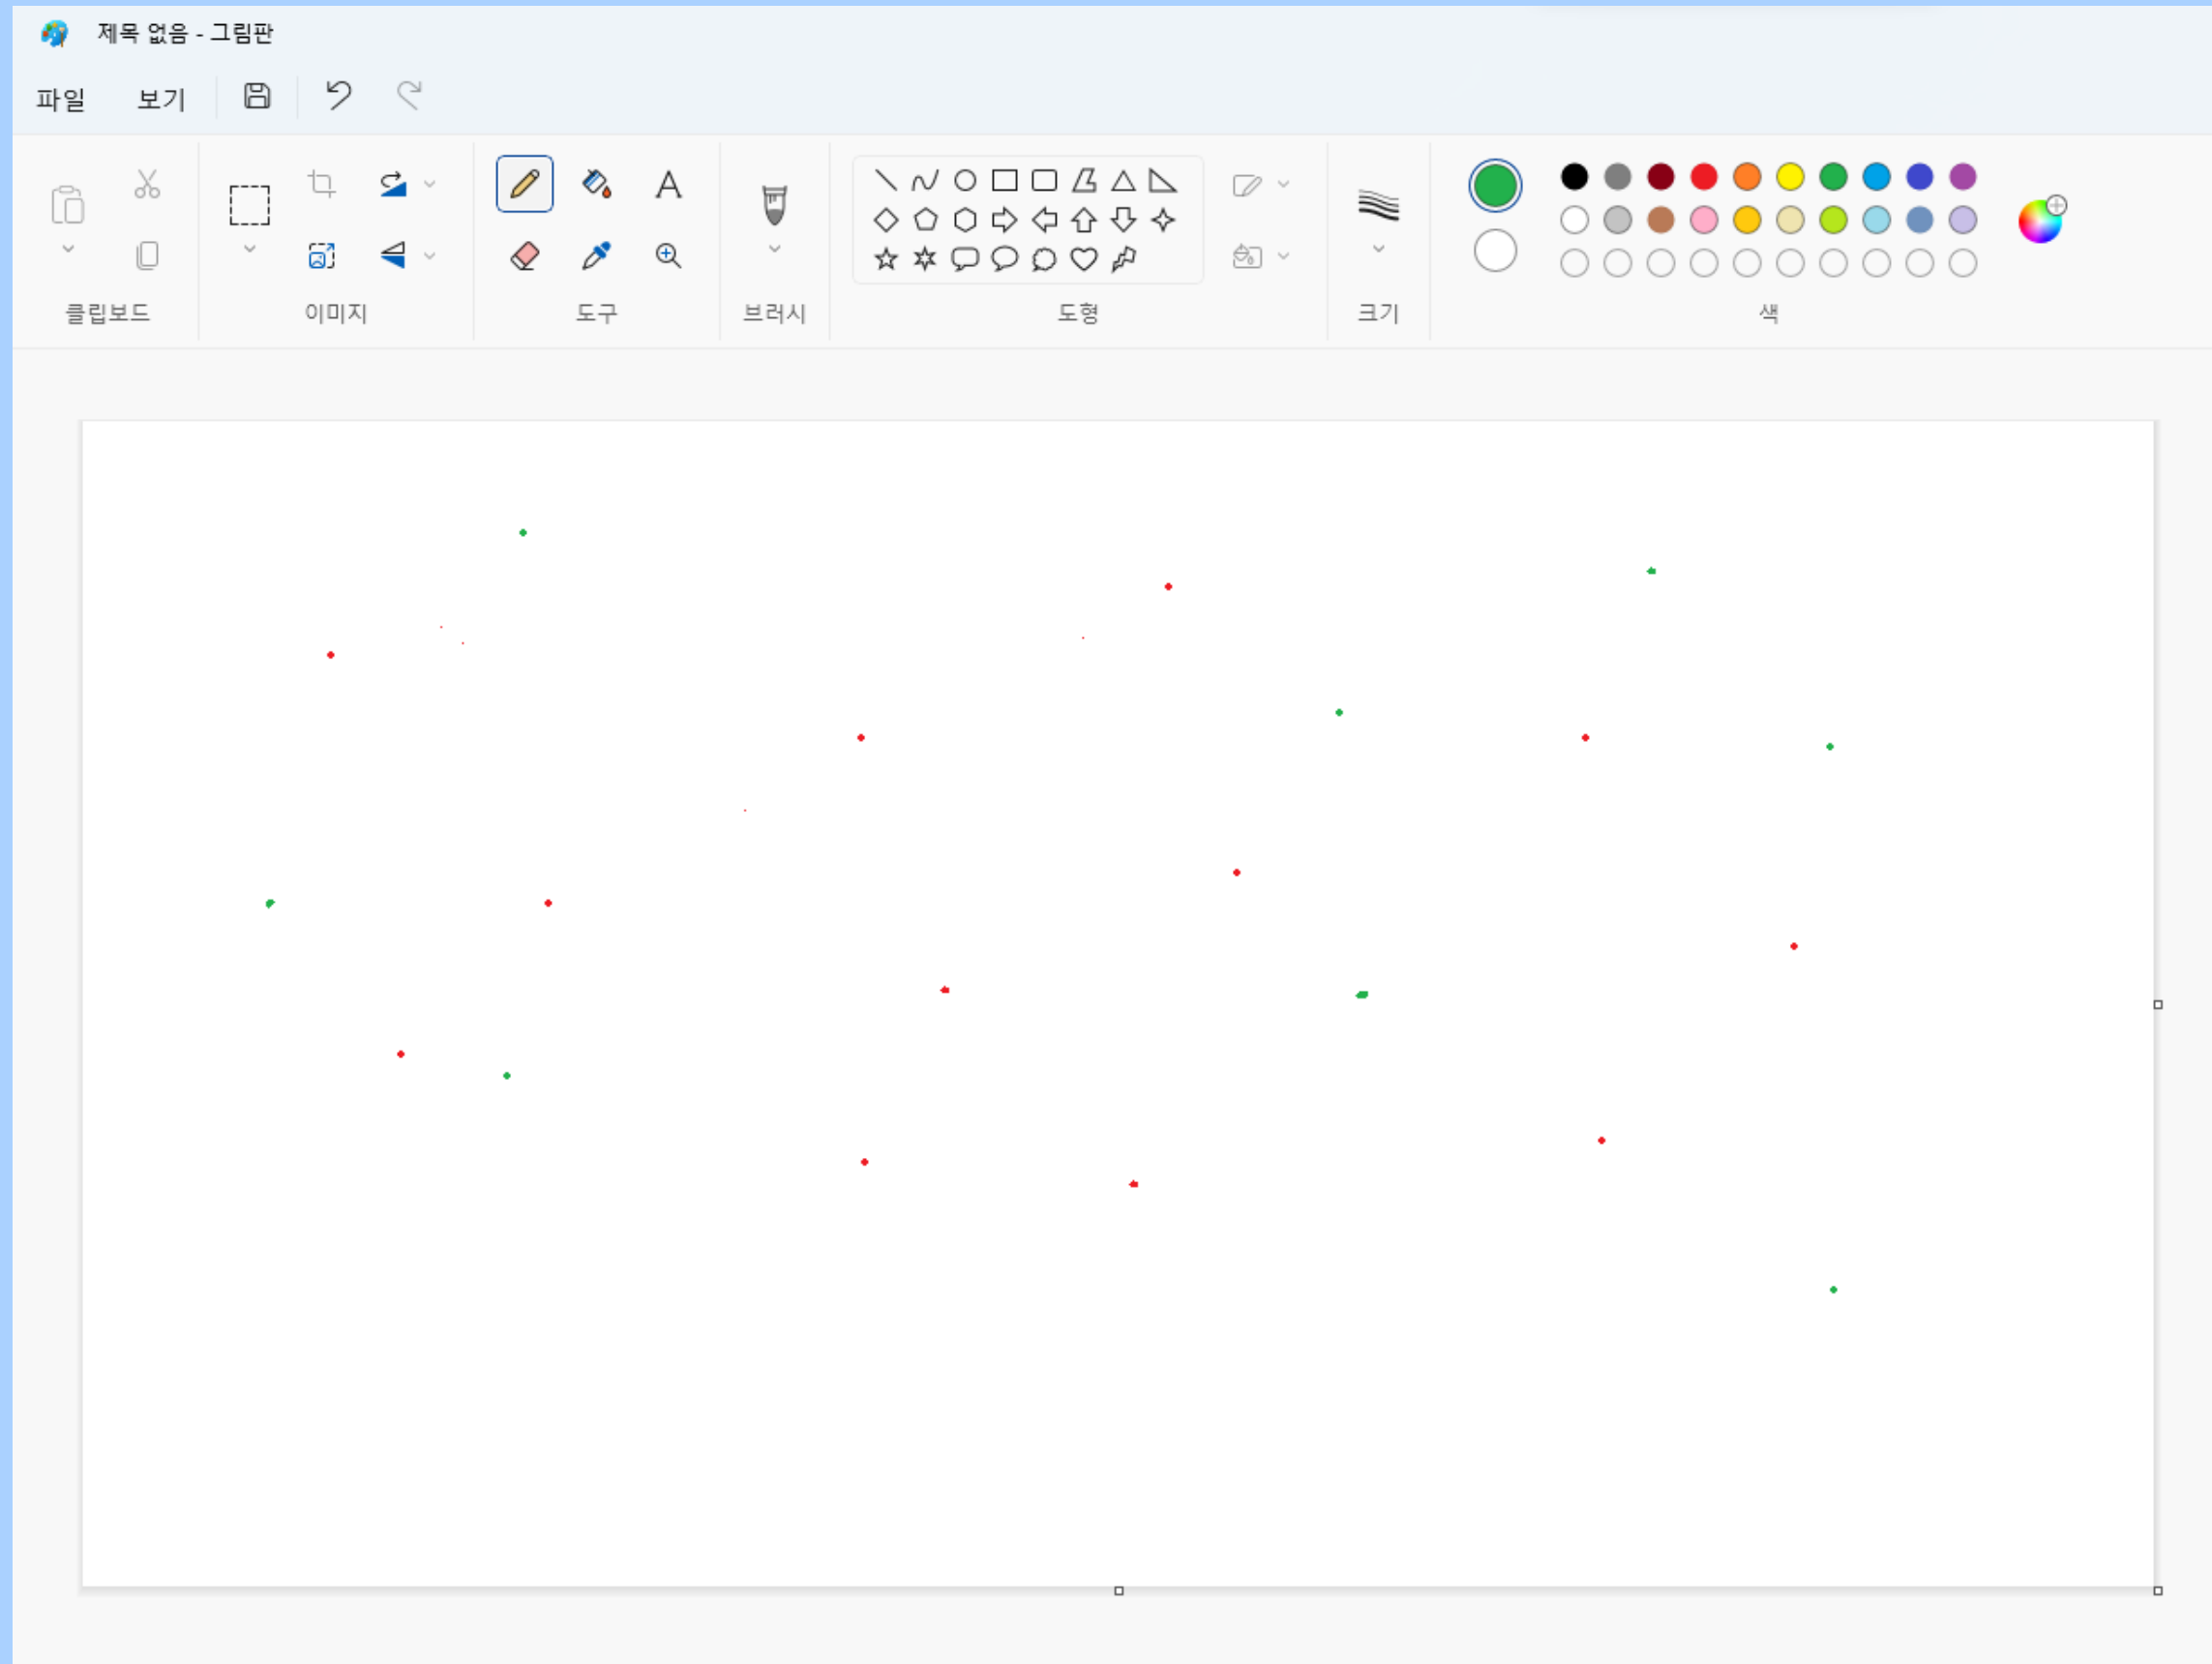 제목 없음 - 그림판
파일 보기
클립보드 이미지 도구 브러시 도형 크기 색